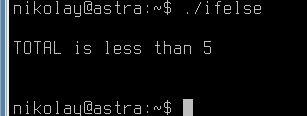 nikolay@astra:~$ ./ifelse
TOTAL is less than 5
nikolay@astra:~$